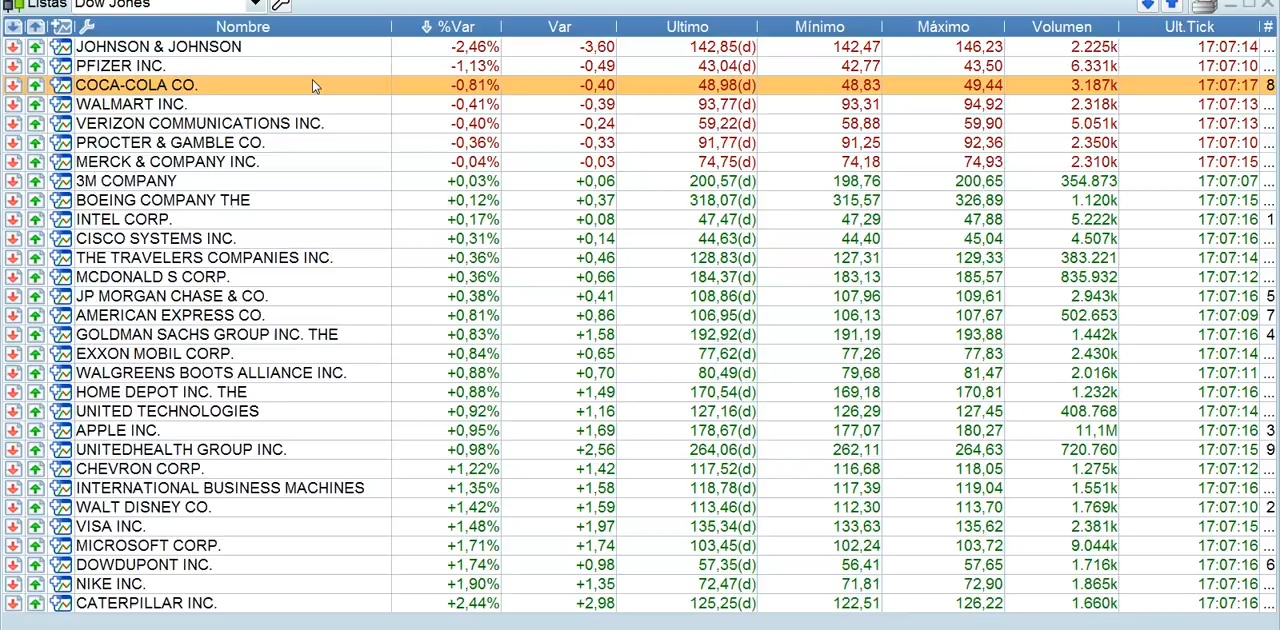 Listas Dow Jones
Nombre %Var Var Ultimo Mínimo Máximo Volumen Ult.Tick #
JOHNSON & JOHNSON -2,46% -3,60 142,85(d) 142,47 146,23 2.225k 17:07:14 ...
PFIZER INC. -1,13% -0,49 43,04(d) 42,77 43,50 6.331k 17:07:10 ...
COCA-COLA CO. -0,81% -0,40 48,98(d) 48,83 49,44 3.187k 17:07:17 8
WALMART INC. -0,41% -0,39 93,77(d) 93,31 94,92 2.318k 17:07:13 ...
VERIZON COMMUNICATIONS INC. -0,40% -0,24 59,22(d) 58,88 59,90 5.051k 17:07:13 ...
PROCTER & GAMBLE CO. -0,36% -0,33 91,77(d) 91,25 92,36 2.350k 17:07:10 ...
MERCK & COMPANY INC. -0,04% -0,03 74,75(d) 74,18 74,93 2.310k 17:07:15 ...
3M COMPANY +0,03% +0,06 200,57(d) 198,76 200,65 354.873 17:07:07 ...
BOEING COMPANY THE +0,12% +0,37 318,07(d) 315,57 326,89 1.120k 17:07:15 ...
INTEL CORP. +0,17% +0,08 47,47(d) 47,29 47,88 5.222k 17:07:16 1
CISCO SYSTEMS INC. +0,31% +0,14 44,63(d) 44,40 45,04 4.507k 17:07:16 ...
THE TRAVELERS COMPANIES INC. +0,36% +0,46 128,83(d) 127,31 129,33 383.221 17:07:14 ...
MCDONALD S CORP. +0,36% +0,66 184,37(d) 183,13 185,57 835.932 17:07:12 ...
JP MORGAN CHASE & CO. +0,38% +0,41 108,86(d) 107,96 109,61 2.943k 17:07:16 5
AMERICAN EXPRESS CO. +0,81% +0,86 106,95(d) 106,13 107,67 502.653 17:07:09 7
GOLDMAN SACHS GROUP INC. THE +0,83% +1,58 192,92(d) 191,19 193,88 1.442k 17:07:16 4
EXXON MOBIL CORP. +0,84% +0,65 77,62(d) 77,26 77,83 2.430k 17:07:14 ...
WALGREENS BOOTS ALLIANCE INC. +0,88% +0,70 80,49(d) 79,68 81,47 2.016k 17:07:11 ...
HOME DEPOT INC. THE +0,88% +1,49 170,54(d) 169,18 170,81 1.232k 17:07:16 ...
UNITED TECHNOLOGIES +0,92% +1,16 127,16(d) 126,29 127,45 408.768 17:07:14 ...
APPLE INC. +0,95% +1,69 178,67(d) 177,07 180,27 11,1M 17:07:16 3
UNITEDHEALTH GROUP INC. +0,98% +2,56 264,06(d) 262,11 264,63 720.760 17:07:15 9
CHEVRON CORP. +1,22% +1,42 117,52(d) 116,68 118,05 1.275k 17:07:12 ...
INTERNATIONAL BUSINESS MACHINES +1,35% +1,58 118,78(d) 117,39 119,04 1.551k 17:07:16 ...
WALT DISNEY CO. +1,42% +1,59 113,46(d) 112,30 113,70 1.769k 17:07:10 2
VISA INC. +1,48% +1,97 135,34(d) 133,63 135,62 2.381k 17:07:15 ...
MICROSOFT CORP. +1,71% +1,74 103,45(d) 102,24 103,72 9.044k 17:07:16 ...
DOWDUPONT INC. +1,74% +0,98 57,35(d) 56,41 57,65 1.716k 17:07:16 6
NIKE INC. +1,90% +1,35 72,47(d) 71,81 72,90 1.865k 17:07:16 ...
CATERPILLAR INC. +2,44% +2,98 125,25(d) 122,51 126,22 1.660k 17:07:16 ...